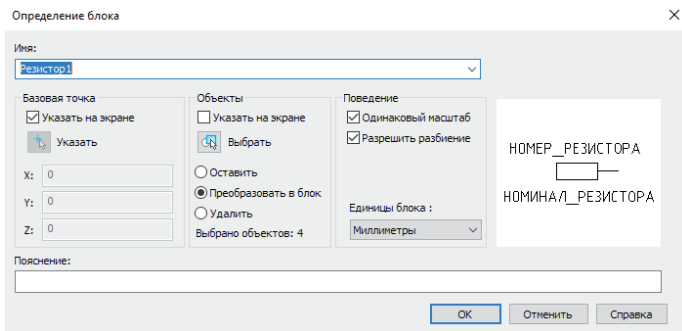 Определение блока
Имя:
Резистор1
Базовая точка
Указать на экране
Указать
X: 0
Y: 0
Z: 0
Объекты
Указать на экране
Выбрать
Оставить
Преобразовать в блок
Удалить
Выбрано объектов: 4
Поведение
Одинаковый масштаб
Разрешить разбиение
Единицы блока :
Миллиметры
НОМЕР_РЕЗИСТОРА
НОМИНАЛ_РЕЗИСТОРА
Пояснение:
OK Отменить Справка